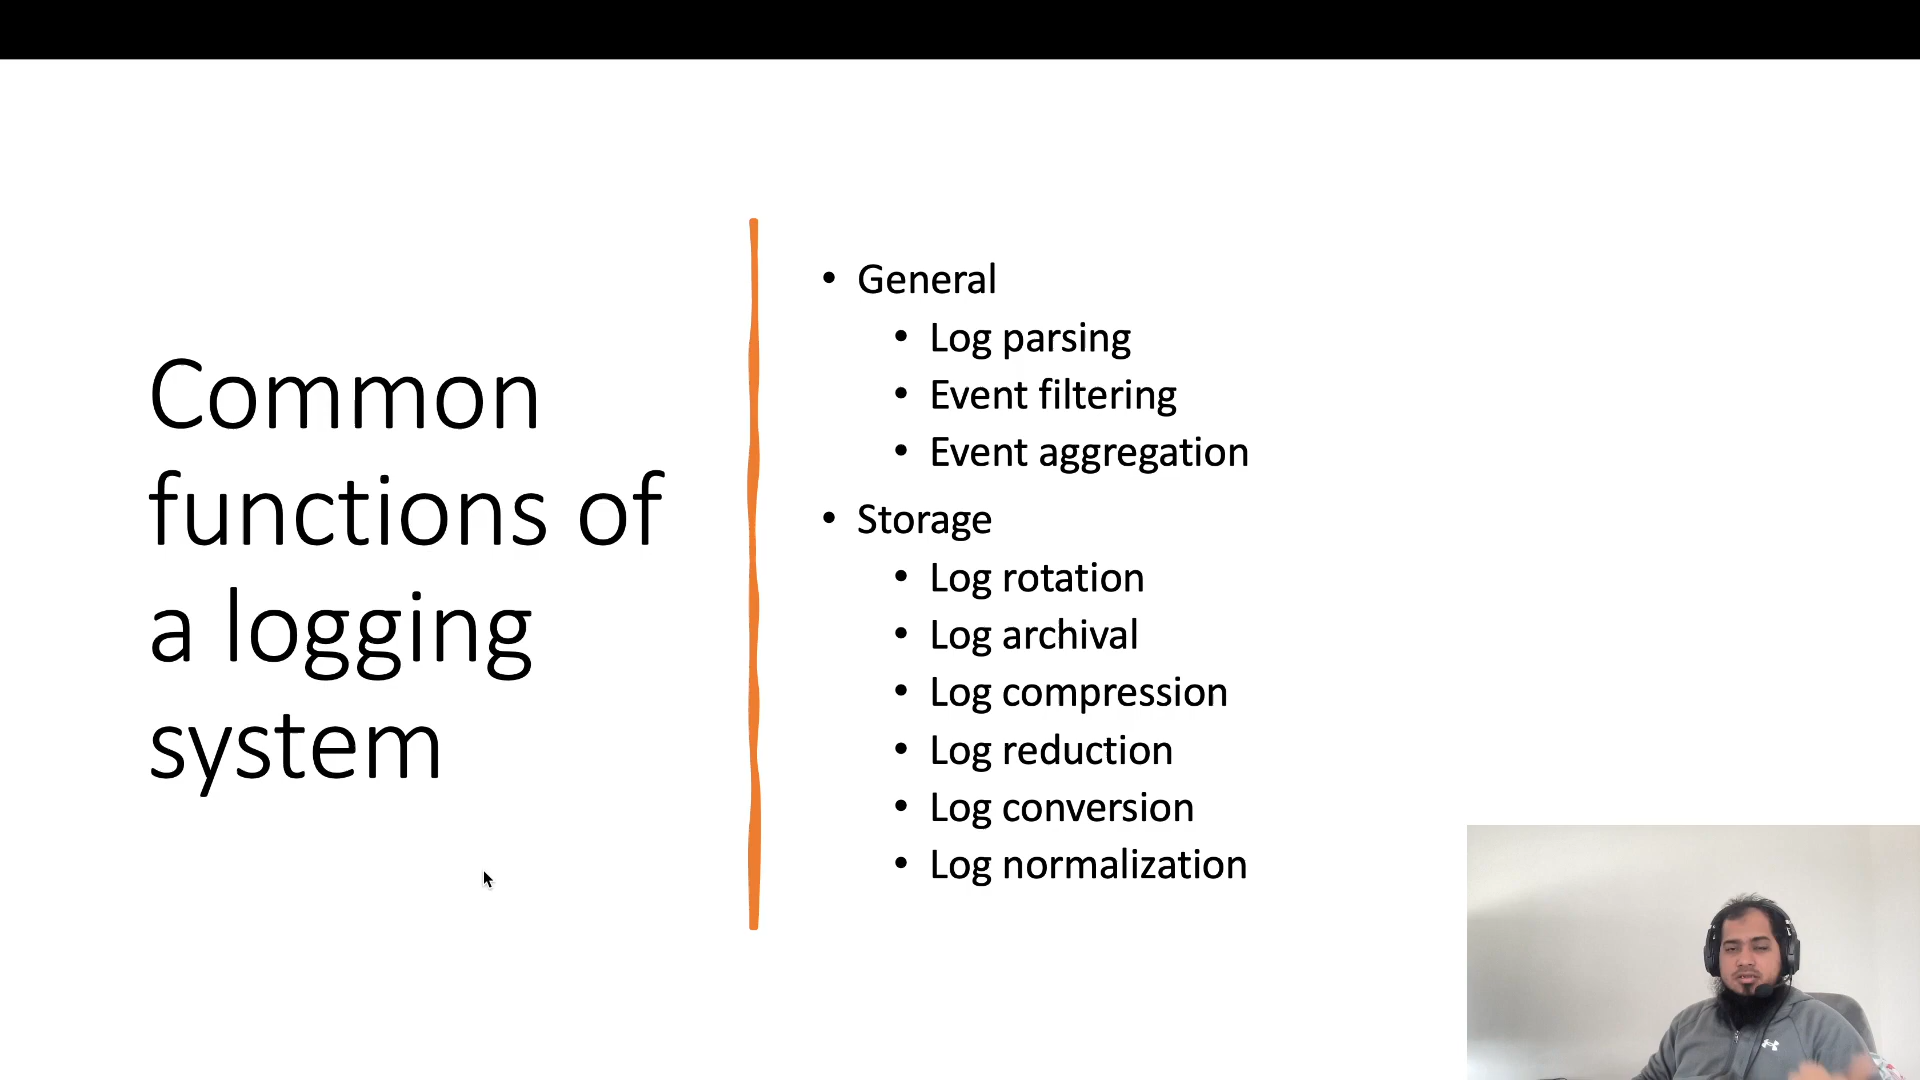 Common
functions of
a logging
system
• General
• Log parsing
• Event filtering
• Event aggregation
• Storage
• Log rotation
• Log archival
• Log compression
• Log reduction
• Log conversion
• Log normalization